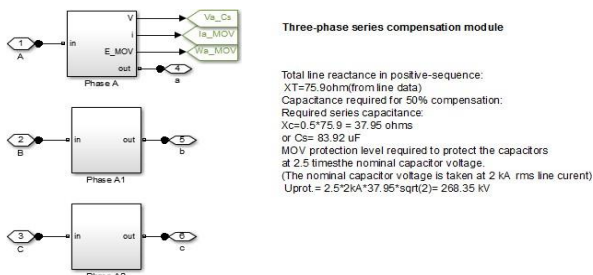 V
Va_Cs
i
Ia_MOV
1
in
E_MOV
Wa_MOV
A
out
4
a
Phase A
2
in
out
5
B
b
Phase A1
3
in
out
6
C
c
Phase A2
Three-phase series compensation module
Total line reactance in positive-sequence:
XT=75.9ohm(from line data)
Capacitance required for 50% compensation:
Required series capacitance:
Xc=0.5*75.9 = 37.95 ohms
or Cs= 83.92 uF
MOV protection level required to protect the capacitors
at 2.5 timesthe nominal capacitor voltage.
(The nominal capacitor voltage is taken at 2 kA rms line curent)
Uprot.= 2.5*2kA*37.95*sqrt(2)= 268.35 kV